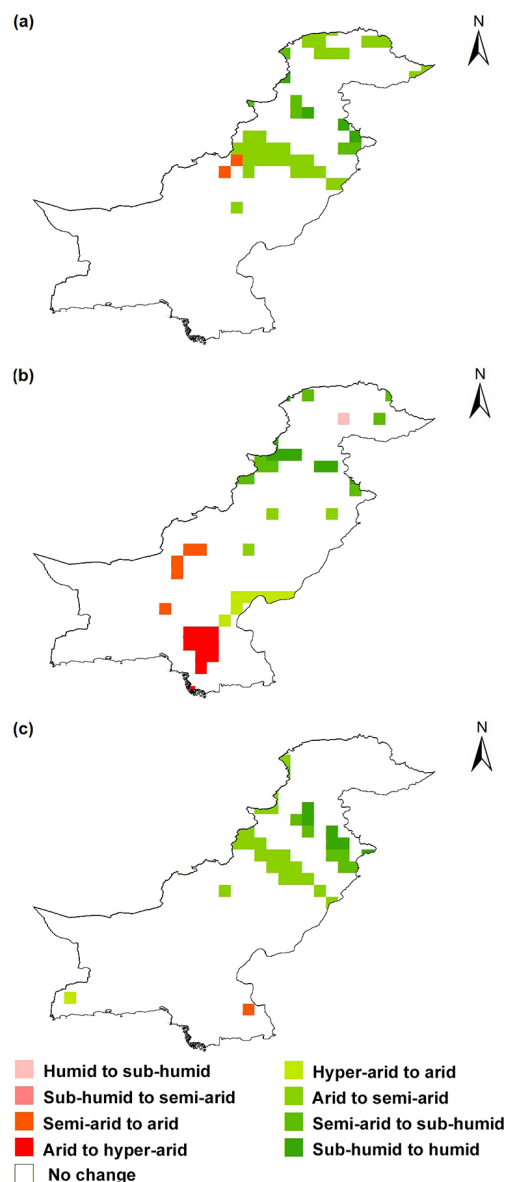 (a)
N
(b)
N
(c)
N
Humid to sub-humid
Sub-humid to semi-arid
Semi-arid to arid
Arid to hyper-arid
No change
Hyper-arid to arid
Arid to semi-arid
Semi-arid to sub-humid
Sub-humid to humid